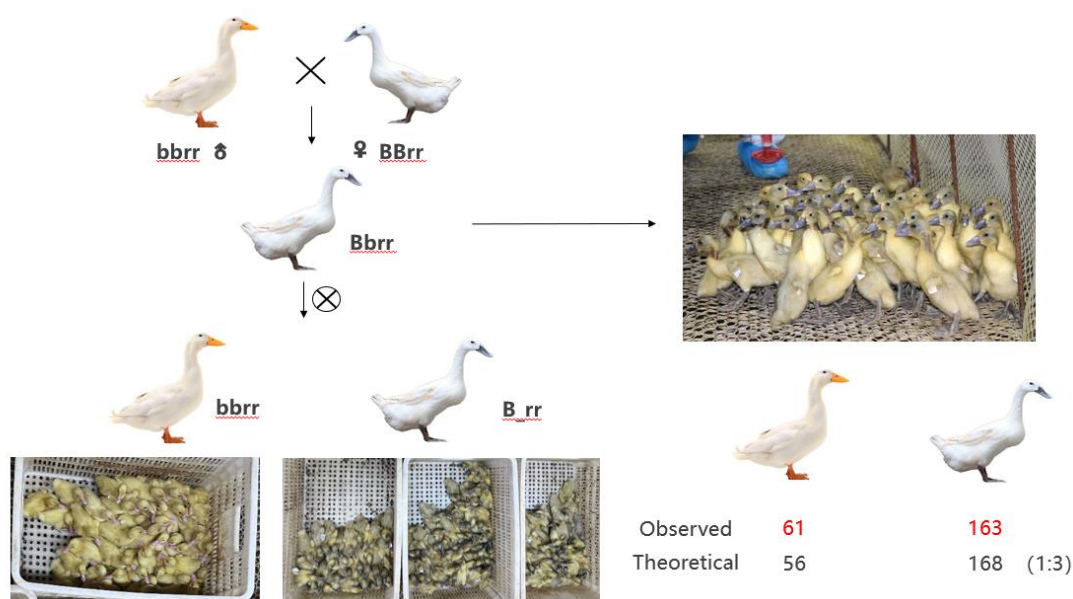 bbrr ♂
♀ BBrr
Bbrr
bbrr
B_rr
Observed 61 163
Theoretical 56 168 (1:3)